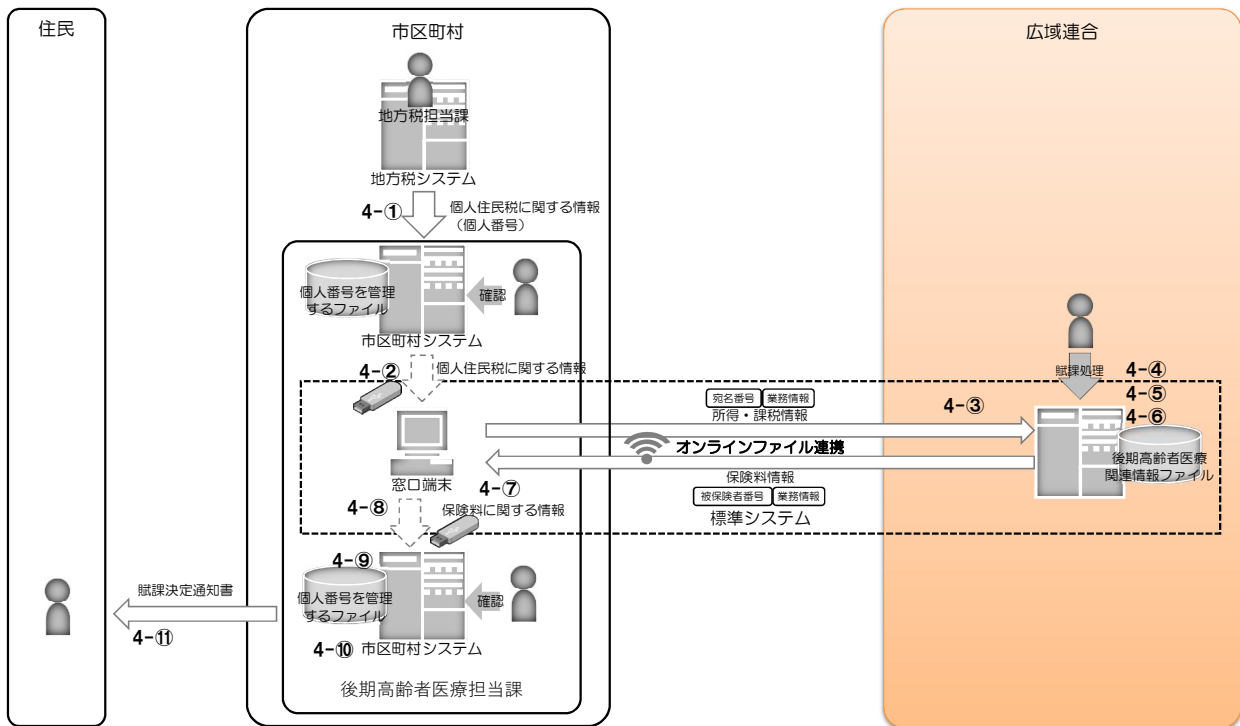 住民
市区町村
広域連合
地方税担当課
地方税システム
4-①
個人住民税に関する情報
（個人番号）
個人番号を管理
するファイル
確認
市区町村システム
4-②
個人住民税に関する情報
宛名番号
業務情報
所得・課税情報
4-③
賦課処理
4-④
4-⑤
4-⑥
オンラインファイル連携
後期高齢者医療
関連情報ファイル
窓口端末
4-⑦
保険料情報
被保険者番号
業務情報
標準システム
4-⑧
保険料に関する情報
4-⑨
個人番号を管理
するファイル
確認
4-⑩
市区町村システム
賦課決定通知書
4-⑪
後期高齢者医療担当課